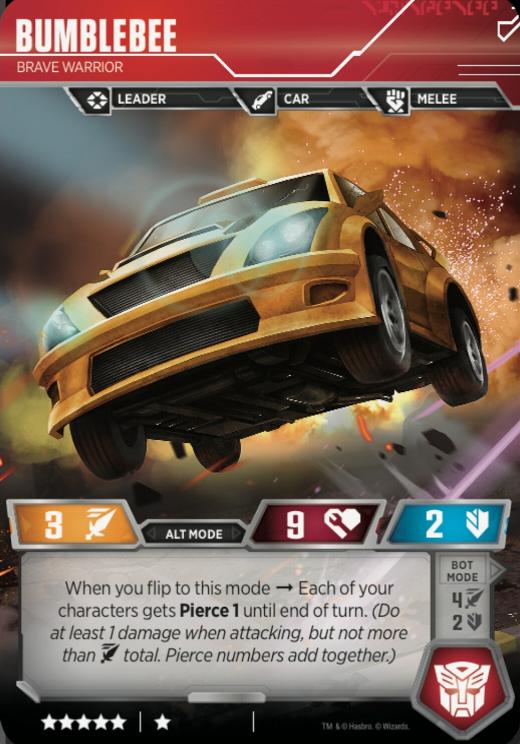 BUMBLEBEE
BRAVE WARRIOR
LEADER CAR MELEE
3 ALT MODE 9 2
When you flip to this mode → Each of your
characters gets Pierce 1 until end of turn. (Do
at least 1 damage when attacking, but not more
than total. Pierce numbers add together.)
BOT
MODE
4
2
TM & © Hasbro. © Wizards.